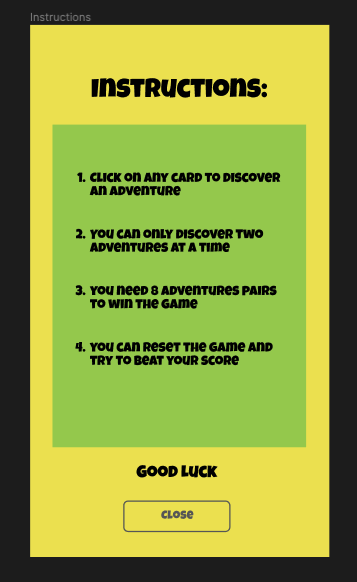 Instructions
Instructions:
1. Click on any card to discover
an adventure
2. You can only discover two
adventures at a time
3. You need 8 adventures pairs
to win the game
4. You can reset the game and
try to beat your score
Good luck
Close